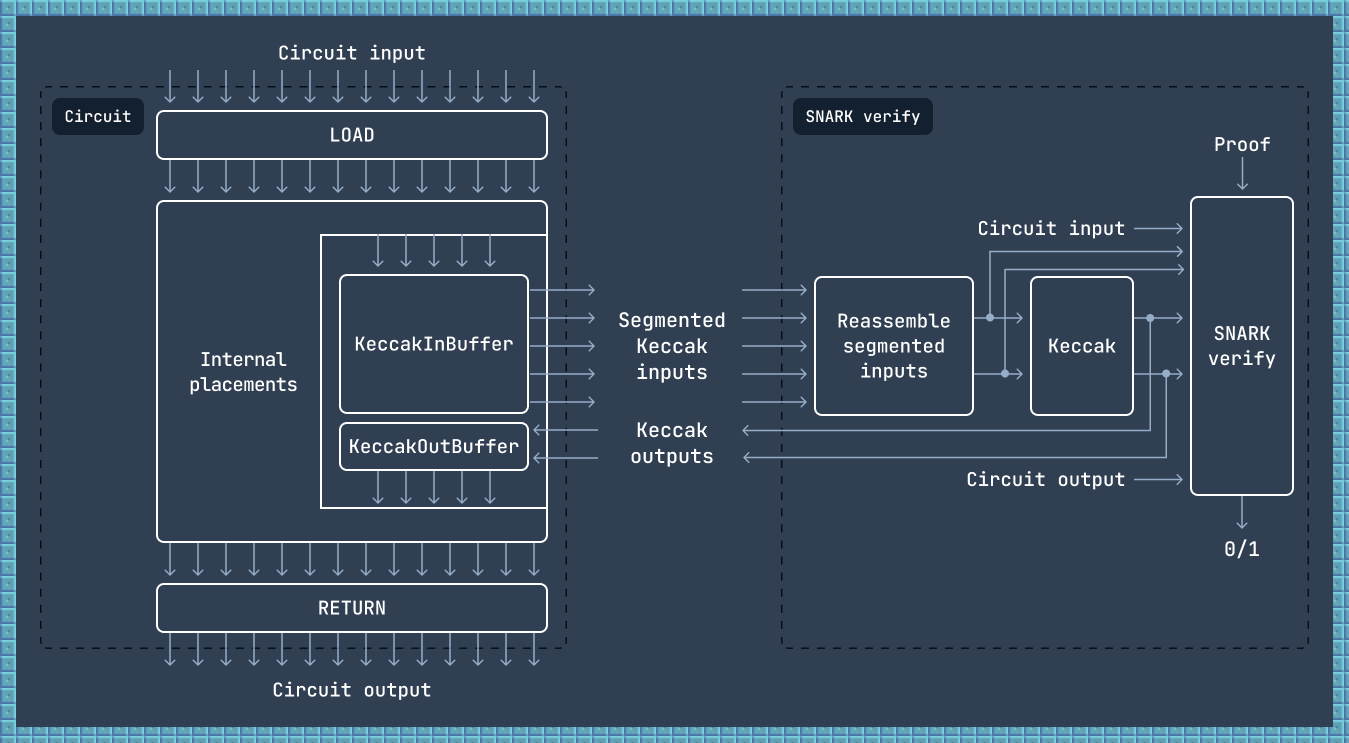 Circuit input
Circuit
LOAD
Internal
placements
KeccakInBuffer
KeccakOutBuffer
RETURN
Circuit output
Segmented
Keccak
inputs
Keccak
outputs
SNARK verify
Proof
Circuit input
Reassemble
segmented
inputs
Keccak
SNARK
verify
Circuit output
0/1